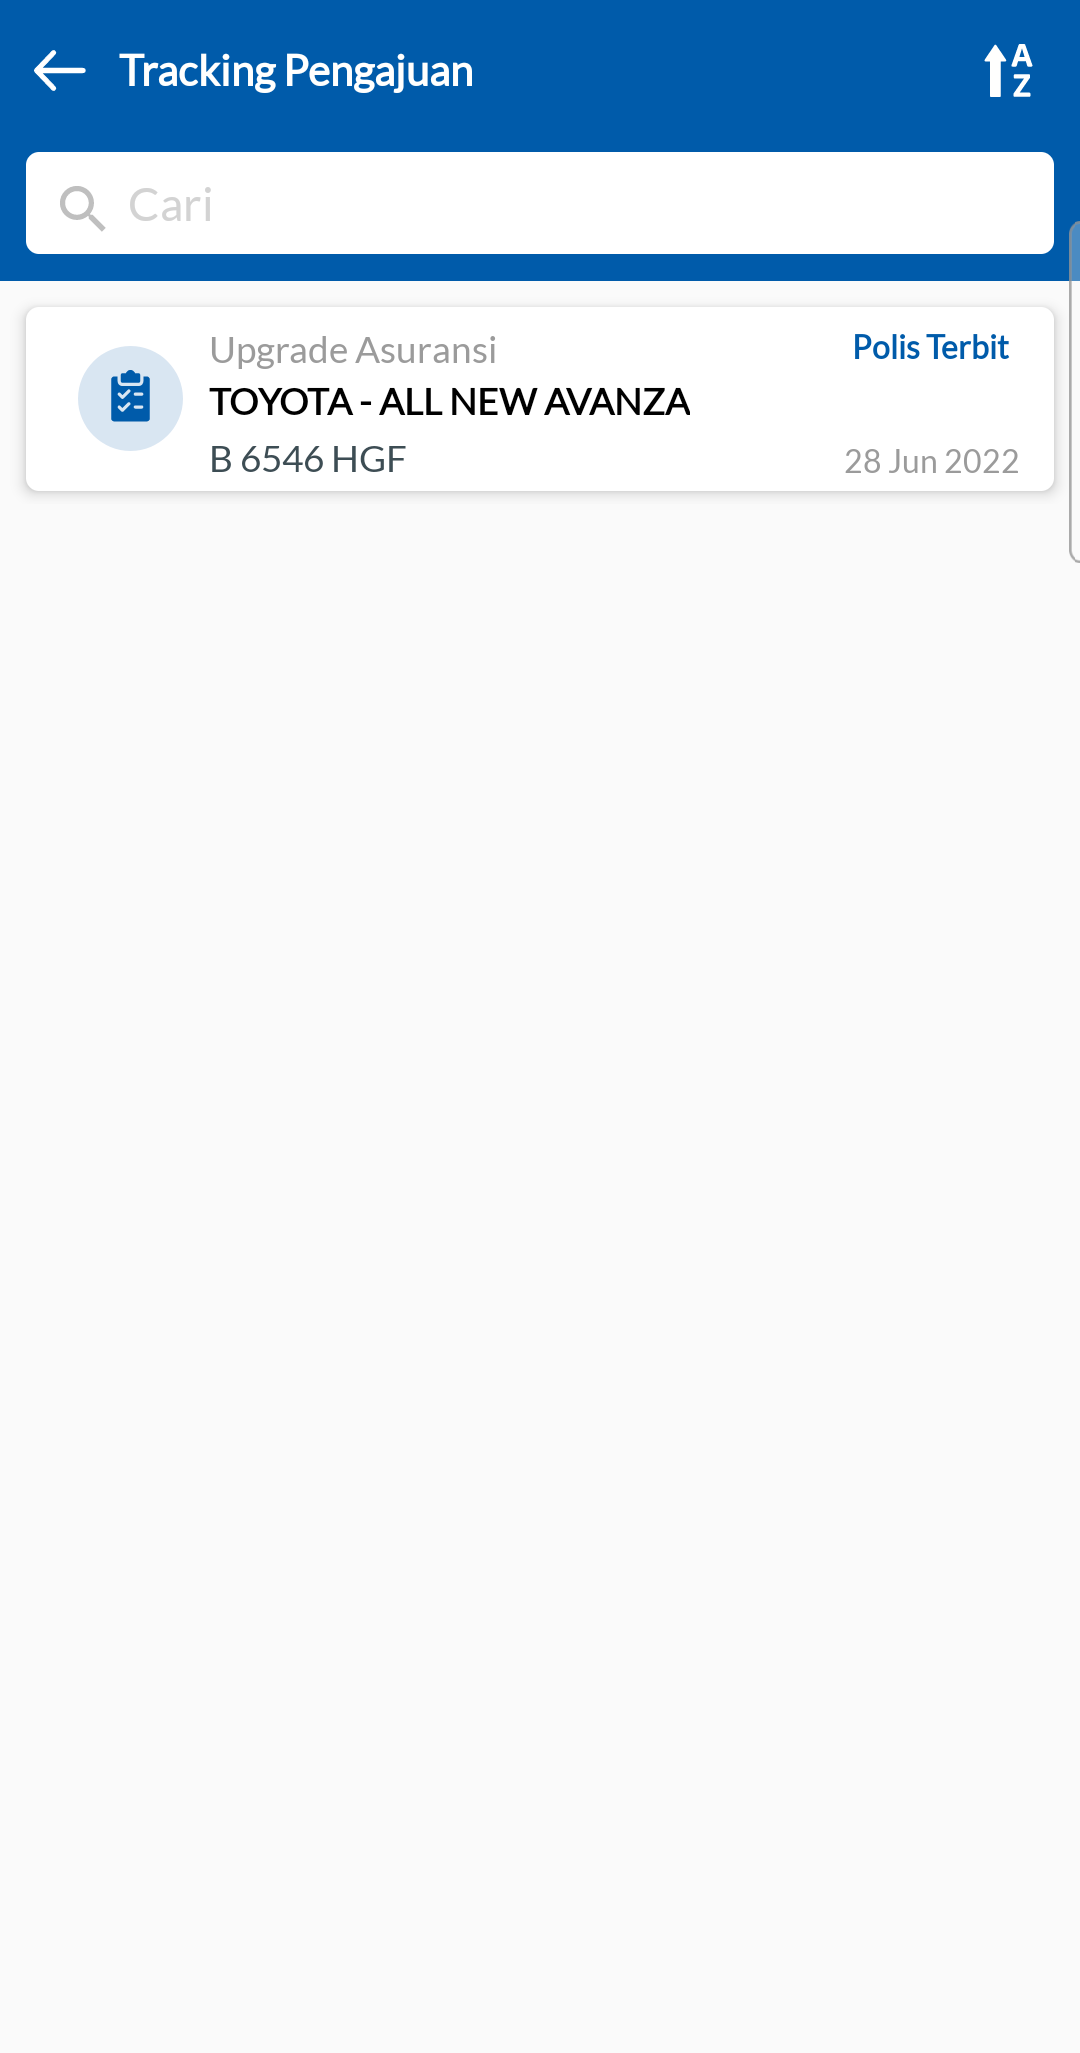 Tracking Pengajuan
A
Z
Cari
Upgrade Asuransi
Polis Terbit
TOYOTA - ALL NEW AVANZA
B 6546 HGF
28 Jun 2022